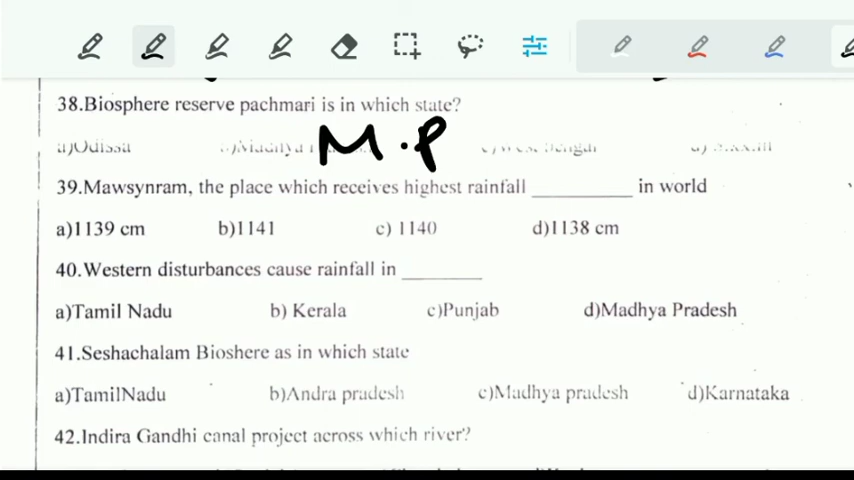 38.Biosphere reserve pachmari is in which state?
a)Odissa M.P
39.Mawsynram, the place which receives highest rainfall _________ in world
a)1139 cm b)1141 c) 1140 d)1138 cm
40.Western disturbances cause rainfall in ________
a)Tamil Nadu b) Kerala c)Punjab d)Madhya Pradesh
41.Seshachalam Bioshere as in which state
a)TamilNadu b)Andra pradesh c)Madhya pradesh d)Karnataka
42.Indira Gandhi canal project across which river?